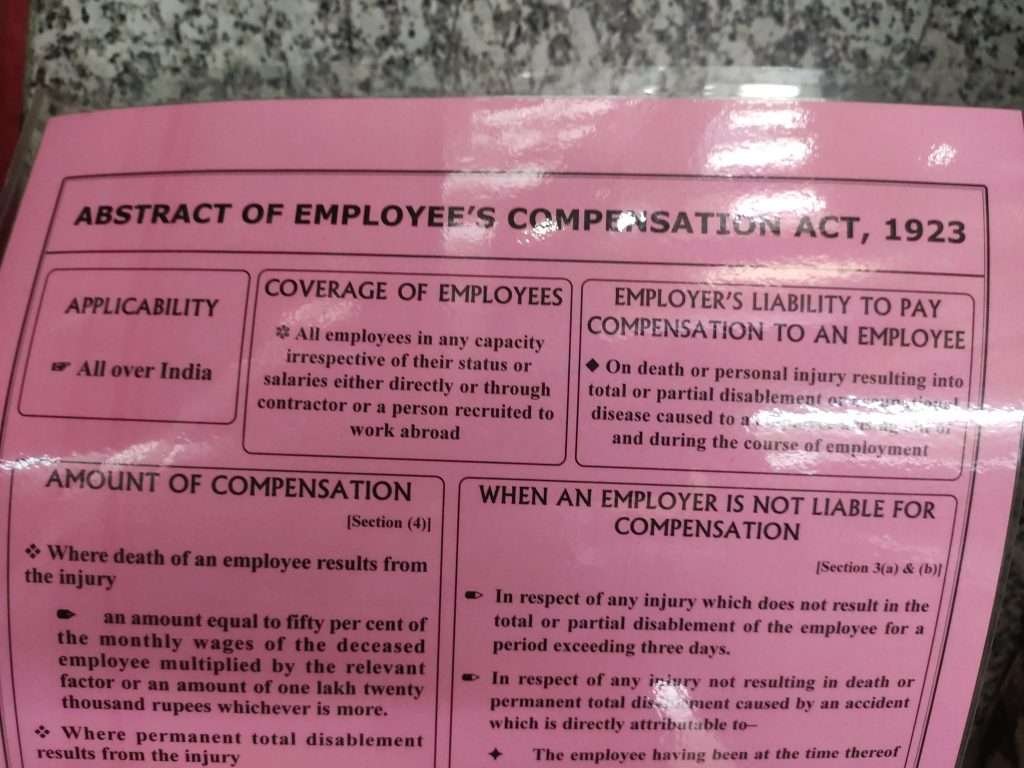 ABSTRACT OF EMPLOYEE'S COMPENSATION ACT, 1923
APPLICABILITY
☞ All over India
COVERAGE OF EMPLOYEES
✲ All employees in any capacity
irrespective of their status or
salaries either directly or through
contractor or a person recruited to
work abroad
EMPLOYER'S LIABILITY TO PAY
COMPENSATION TO AN EMPLOYEE
◆ On death or personal injury resulting into
total or partial disablement or occupational
disease caused to
and during the course of employment
AMOUNT OF COMPENSATION
[Section (4)]
❖ Where death of an employee results from
the injury
✏ an amount equal to fifty per cent of
the monthly wages of the deceased
employee multiplied by the relevant
factor or an amount of one lakh twenty
thousand rupees whichever is more.
❖ Where permanent total disablement
results from the injury
WHEN AN EMPLOYER IS NOT LIABLE FOR
COMPENSATION
[Section 3(a) & (b)]
✏ In respect of any injury which does not result in the
total or partial disablement of the employee for a
period exceeding three days.
✏ In respect of any injury not resulting in death or
permanent total disablement caused by an accident
which is directly attributable to–
✦ The employee having been at the time thereof